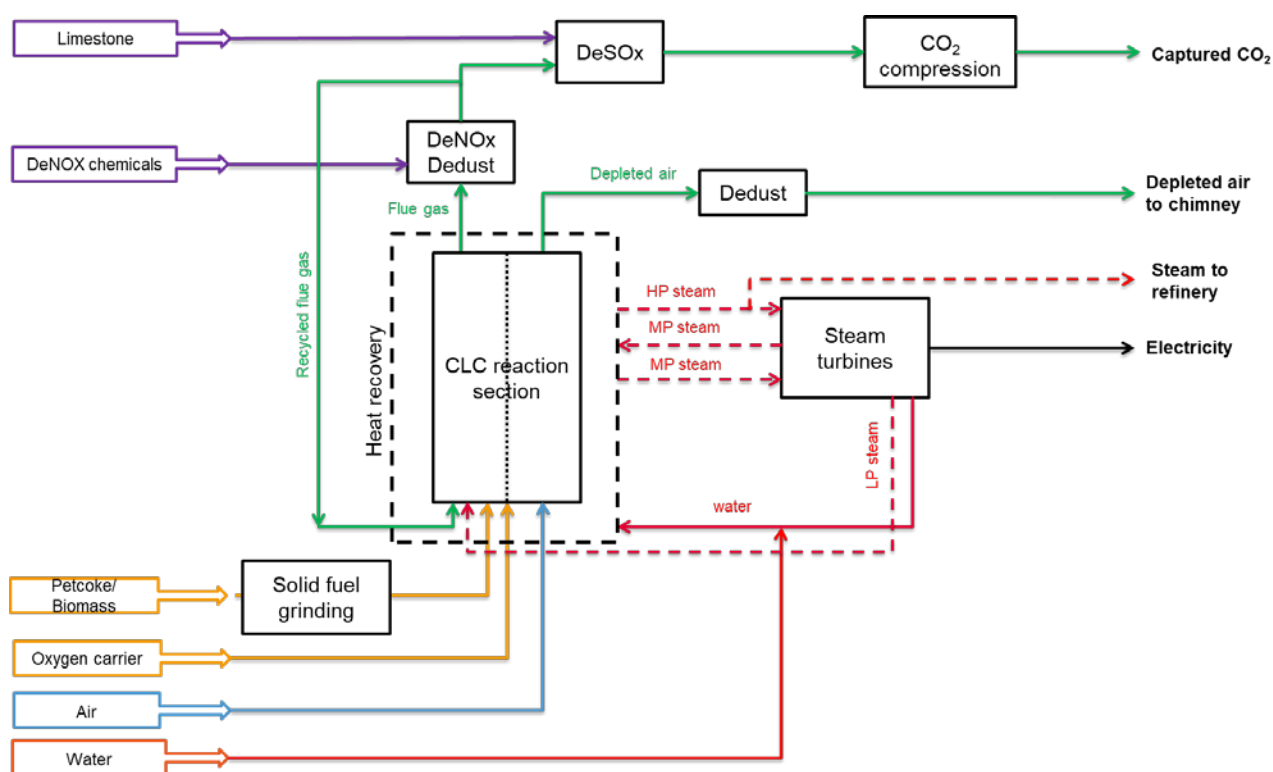 Limestone
DeSOx
CO₂
compression
Captured CO₂
DeNOX chemicals
DeNOx
Dedust
Depleted air
Dedust
Depleted air
to chimney
Flue gas
Recycled flue gas
Heat recovery
CLC reaction
section
HP steam
MP steam
MP steam
Steam
turbines
Steam to
refinery
Electricity
LP steam
water
Petcoke/
Biomass
Solid fuel
grinding
Oxygen carrier
Air
Water